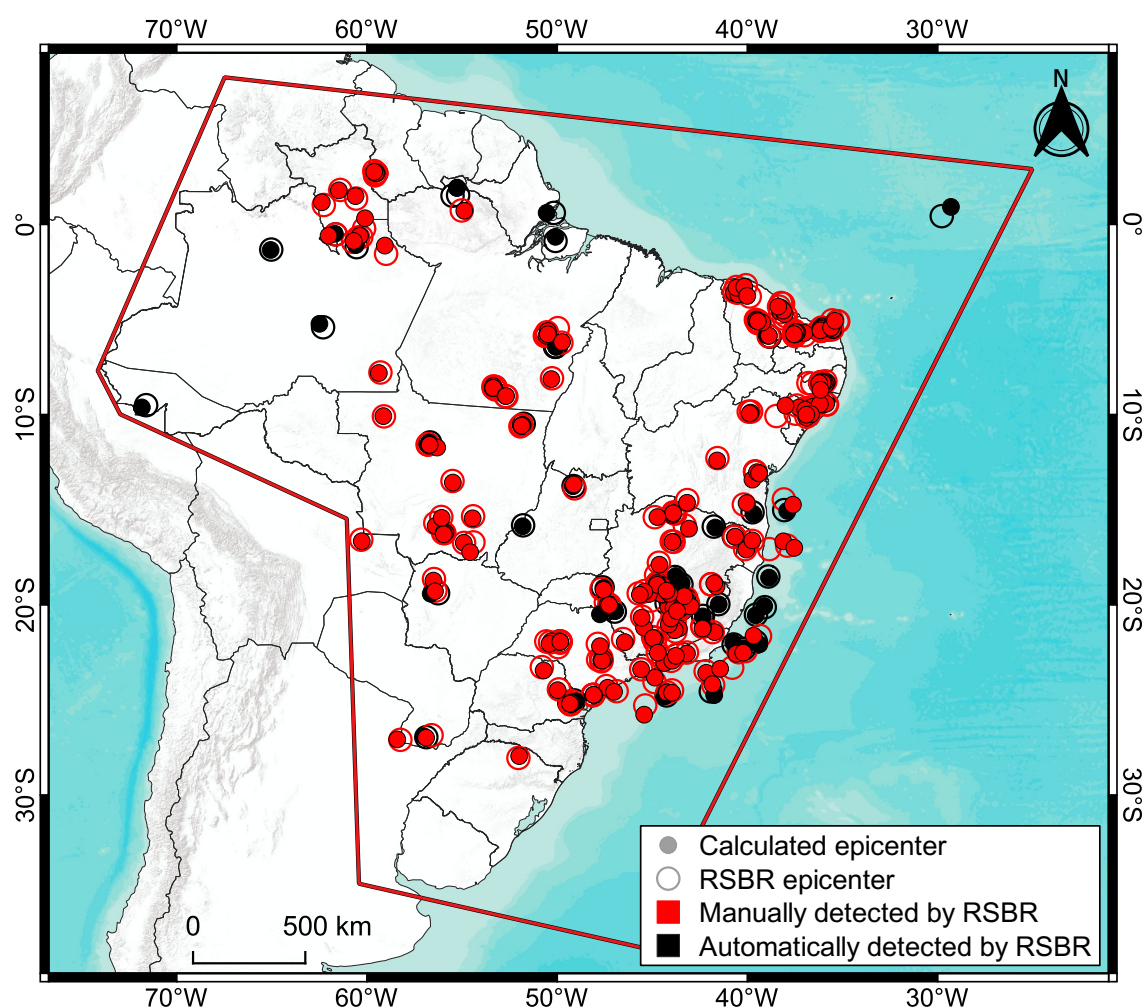 70°W 60°W 50°W 40°W 30°W
N
0° 0°
10°S 10°S
20°S 20°S
30°S 30°S
Calculated epicenter
RSBR epicenter
Manually detected by RSBR
Automatically detected by RSBR
0 500 km
70°W 60°W 50°W 40°W 30°W